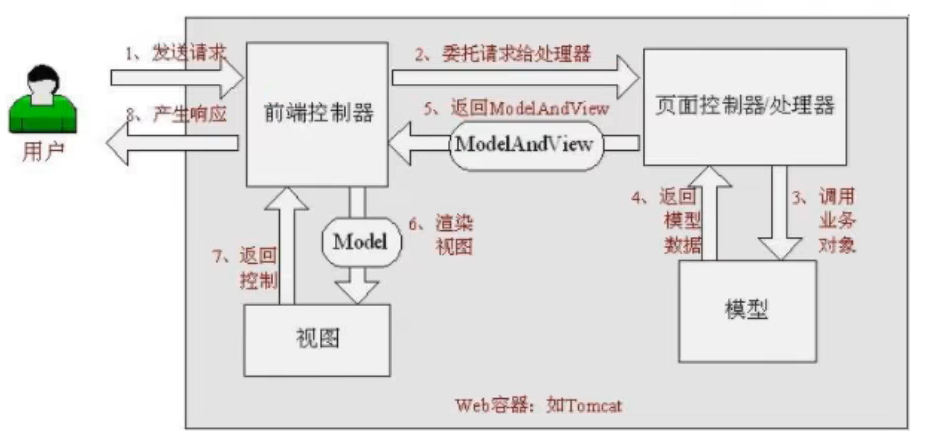 1、发送请求
2、委托请求给处理器
前端控制器
页面控制器/处理器
8、产生响应
5、返回ModelAndView
用户
ModelAndView
4、返回
模型
数据
3、调用
业务
对象
Model
6、渲染
视图
7、返回
控制
视图
模型
Web容器：如Tomcat